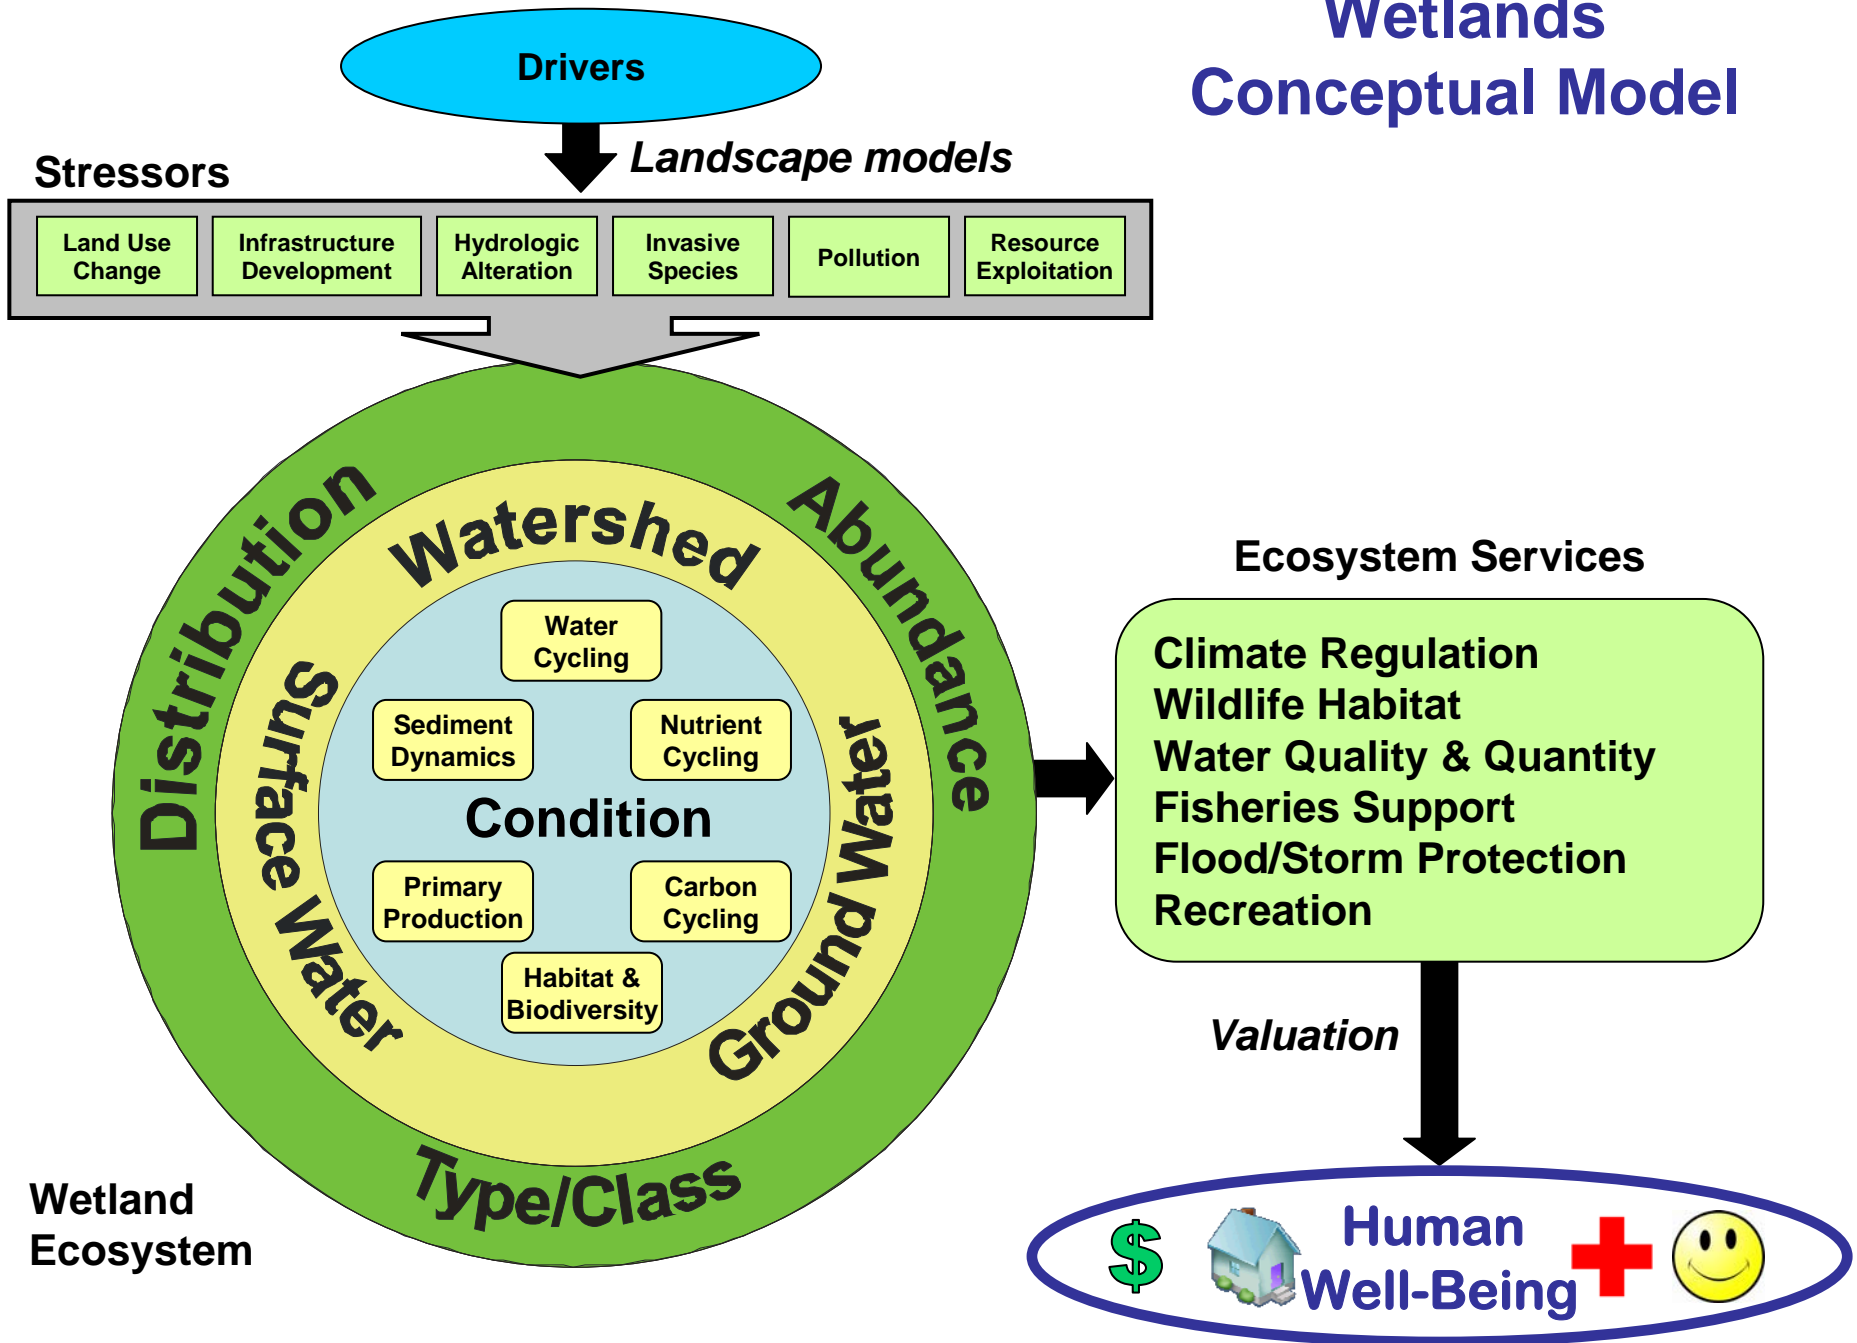 Wetlands
Conceptual Model
Drivers
Landscape models
Stressors
Land Use
Change
Infrastructure
Development
Hydrologic
Alteration
Invasive
Species
Pollution
Resource
Exploitation
Distribution
Abundance
Type/Class
Watershed
Surface Water
Ground Water
Water
Cycling
Sediment
Dynamics
Nutrient
Cycling
Condition
Primary
Production
Carbon
Cycling
Habitat &
Biodiversity
Wetland
Ecosystem
Ecosystem Services
Climate Regulation
Wildlife Habitat
Water Quality & Quantity
Fisheries Support
Flood/Storm Protection
Recreation
Valuation
$
Human
Well-Being